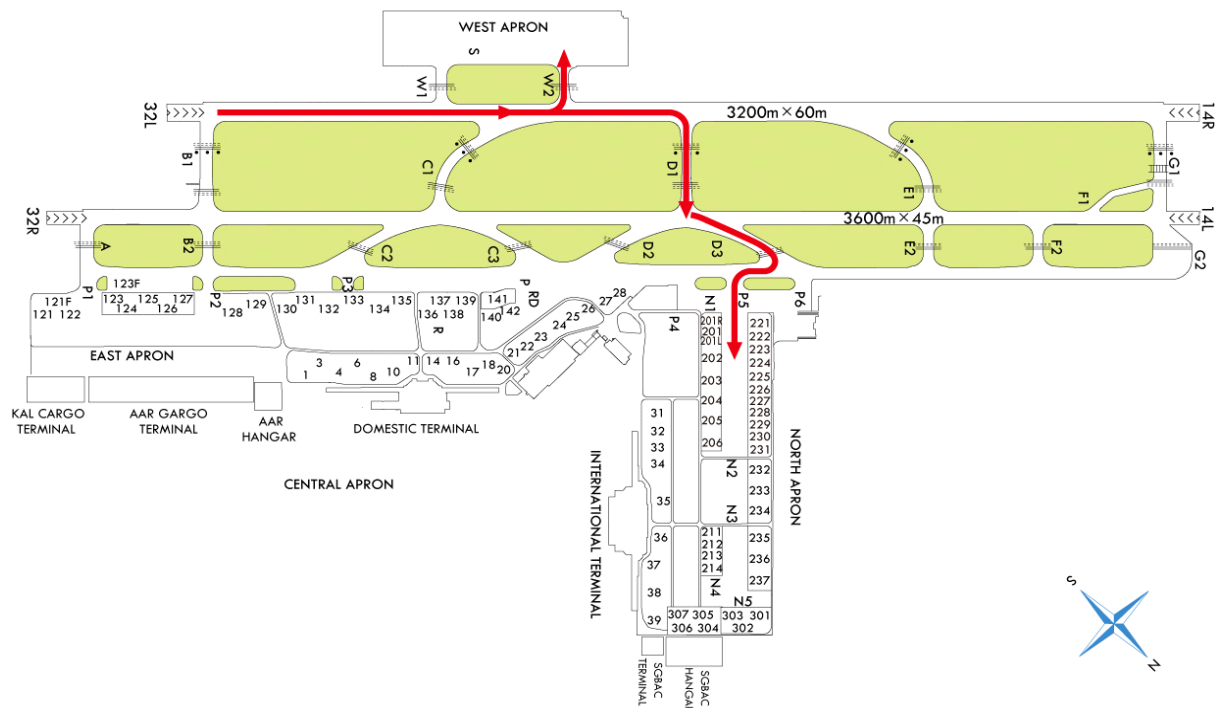 WEST APRON
S
W1
W2
32L
3200m×60m
14R
B1
C1
D1
E1
F1
G1
32R
3600m×45m
14L
A
B2
C2
C3
D2
D3
E2
F2
G2
P1
123F
P2
P3
P
RD
N1
P5
P6
121F
121 122
123 125 127
124 126
128 129
130 131 132 133 134 135
136 137 138 139
R
140 141 142
21 22 23 24 25 26
27 28
P4
EAST APRON
1 3 4 6 8 10 11
14 16 17 18 20
KAL CARGO
TERMINAL
AAR GARGO
TERMINAL
AAR
HANGAR
DOMESTIC TERMINAL
CENTRAL APRON
INTERNATIONAL TERMINAL
31
32
33
34
35
36
37
38
39
201R
201
201L
202
203
204
205
206
221
222
223
224
225
226
227
228
229
230
231
N2
232
233
234
N3
NORTH APRON
211
212
213
214
235
236
237
N4
N5
307 305
306 304
303 301
302
SGBAC
TERMINAL
SGBAC
HANGAR
S
N